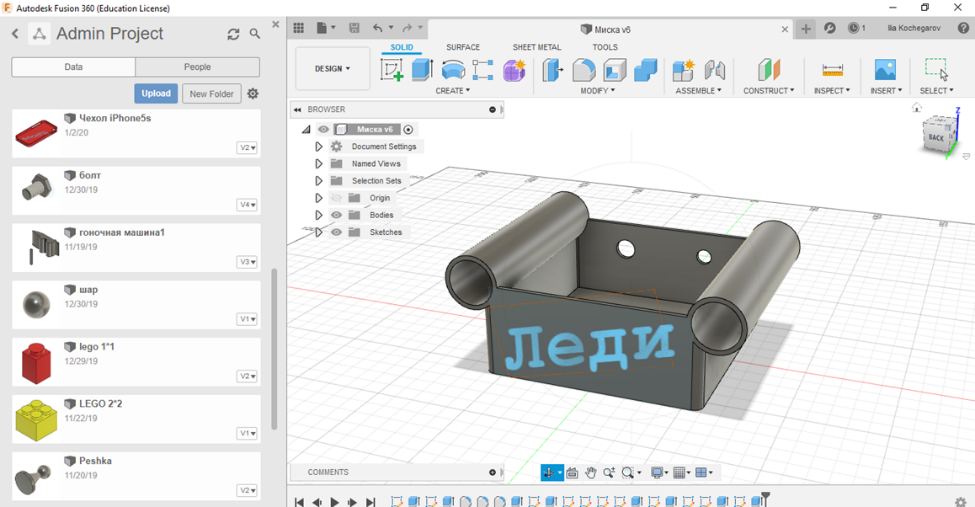 Autodesk Fusion 360 (Education License)
Admin Project
Data
People
Upload
New Folder
Чехол iPhone5s
1/2/20
V2
болт
12/30/19
V4
гоночная машина1
11/19/19
V3
шар
12/30/19
V1
lego 1*1
12/29/19
V2
LEGO 2*2
11/22/19
V1
Peshka
11/20/19
V2
Миска v6
1
Ilia Kochegarov
SOLID
SURFACE
SHEET METAL
TOOLS
DESIGN
CREATE
MODIFY
ASSEMBLE
CONSTRUCT
INSPECT
INSERT
SELECT
BROWSER
Миска v6
Document Settings
Named Views
Selection Sets
Origin
Bodies
Sketches
Z
BACK
Леди
COMMENTS